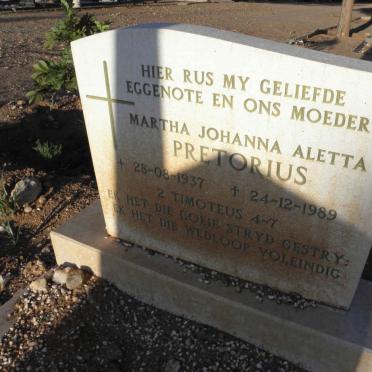 HIER RUS MY GELIEFDE
EGGENOTE EN ONS MOEDER
MARTHA JOHANNA ALETTA
PRETORIUS
28-08-1937 24-12-1989
2 TIMOTEUS 4-7
EK HET DIE GOEIE STRYD GESTRY;
EK HET DIE WEDLOOP VOLEINDIG